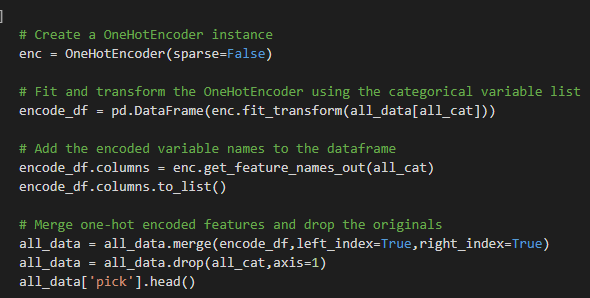 ]
# Create a OneHotEncoder instance
enc = OneHotEncoder(sparse=False)
# Fit and transform the OneHotEncoder using the categorical variable list
encode_df = pd.DataFrame(enc.fit_transform(all_data[all_cat]))
# Add the encoded variable names to the dataframe
encode_df.columns = enc.get_feature_names_out(all_cat)
encode_df.columns.to_list()
# Merge one-hot encoded features and drop the originals
all_data = all_data.merge(encode_df,left_index=True,right_index=True)
all_data = all_data.drop(all_cat,axis=1)
all_data['pick'].head()